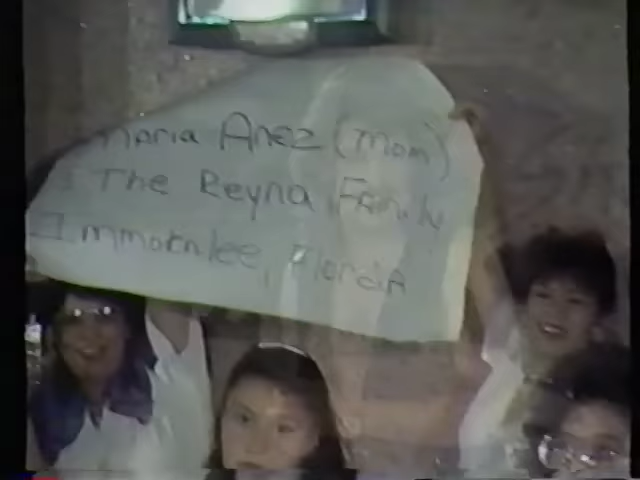 Maria Anez (Mom)
& The Reyna Family
Immokalee, Florida